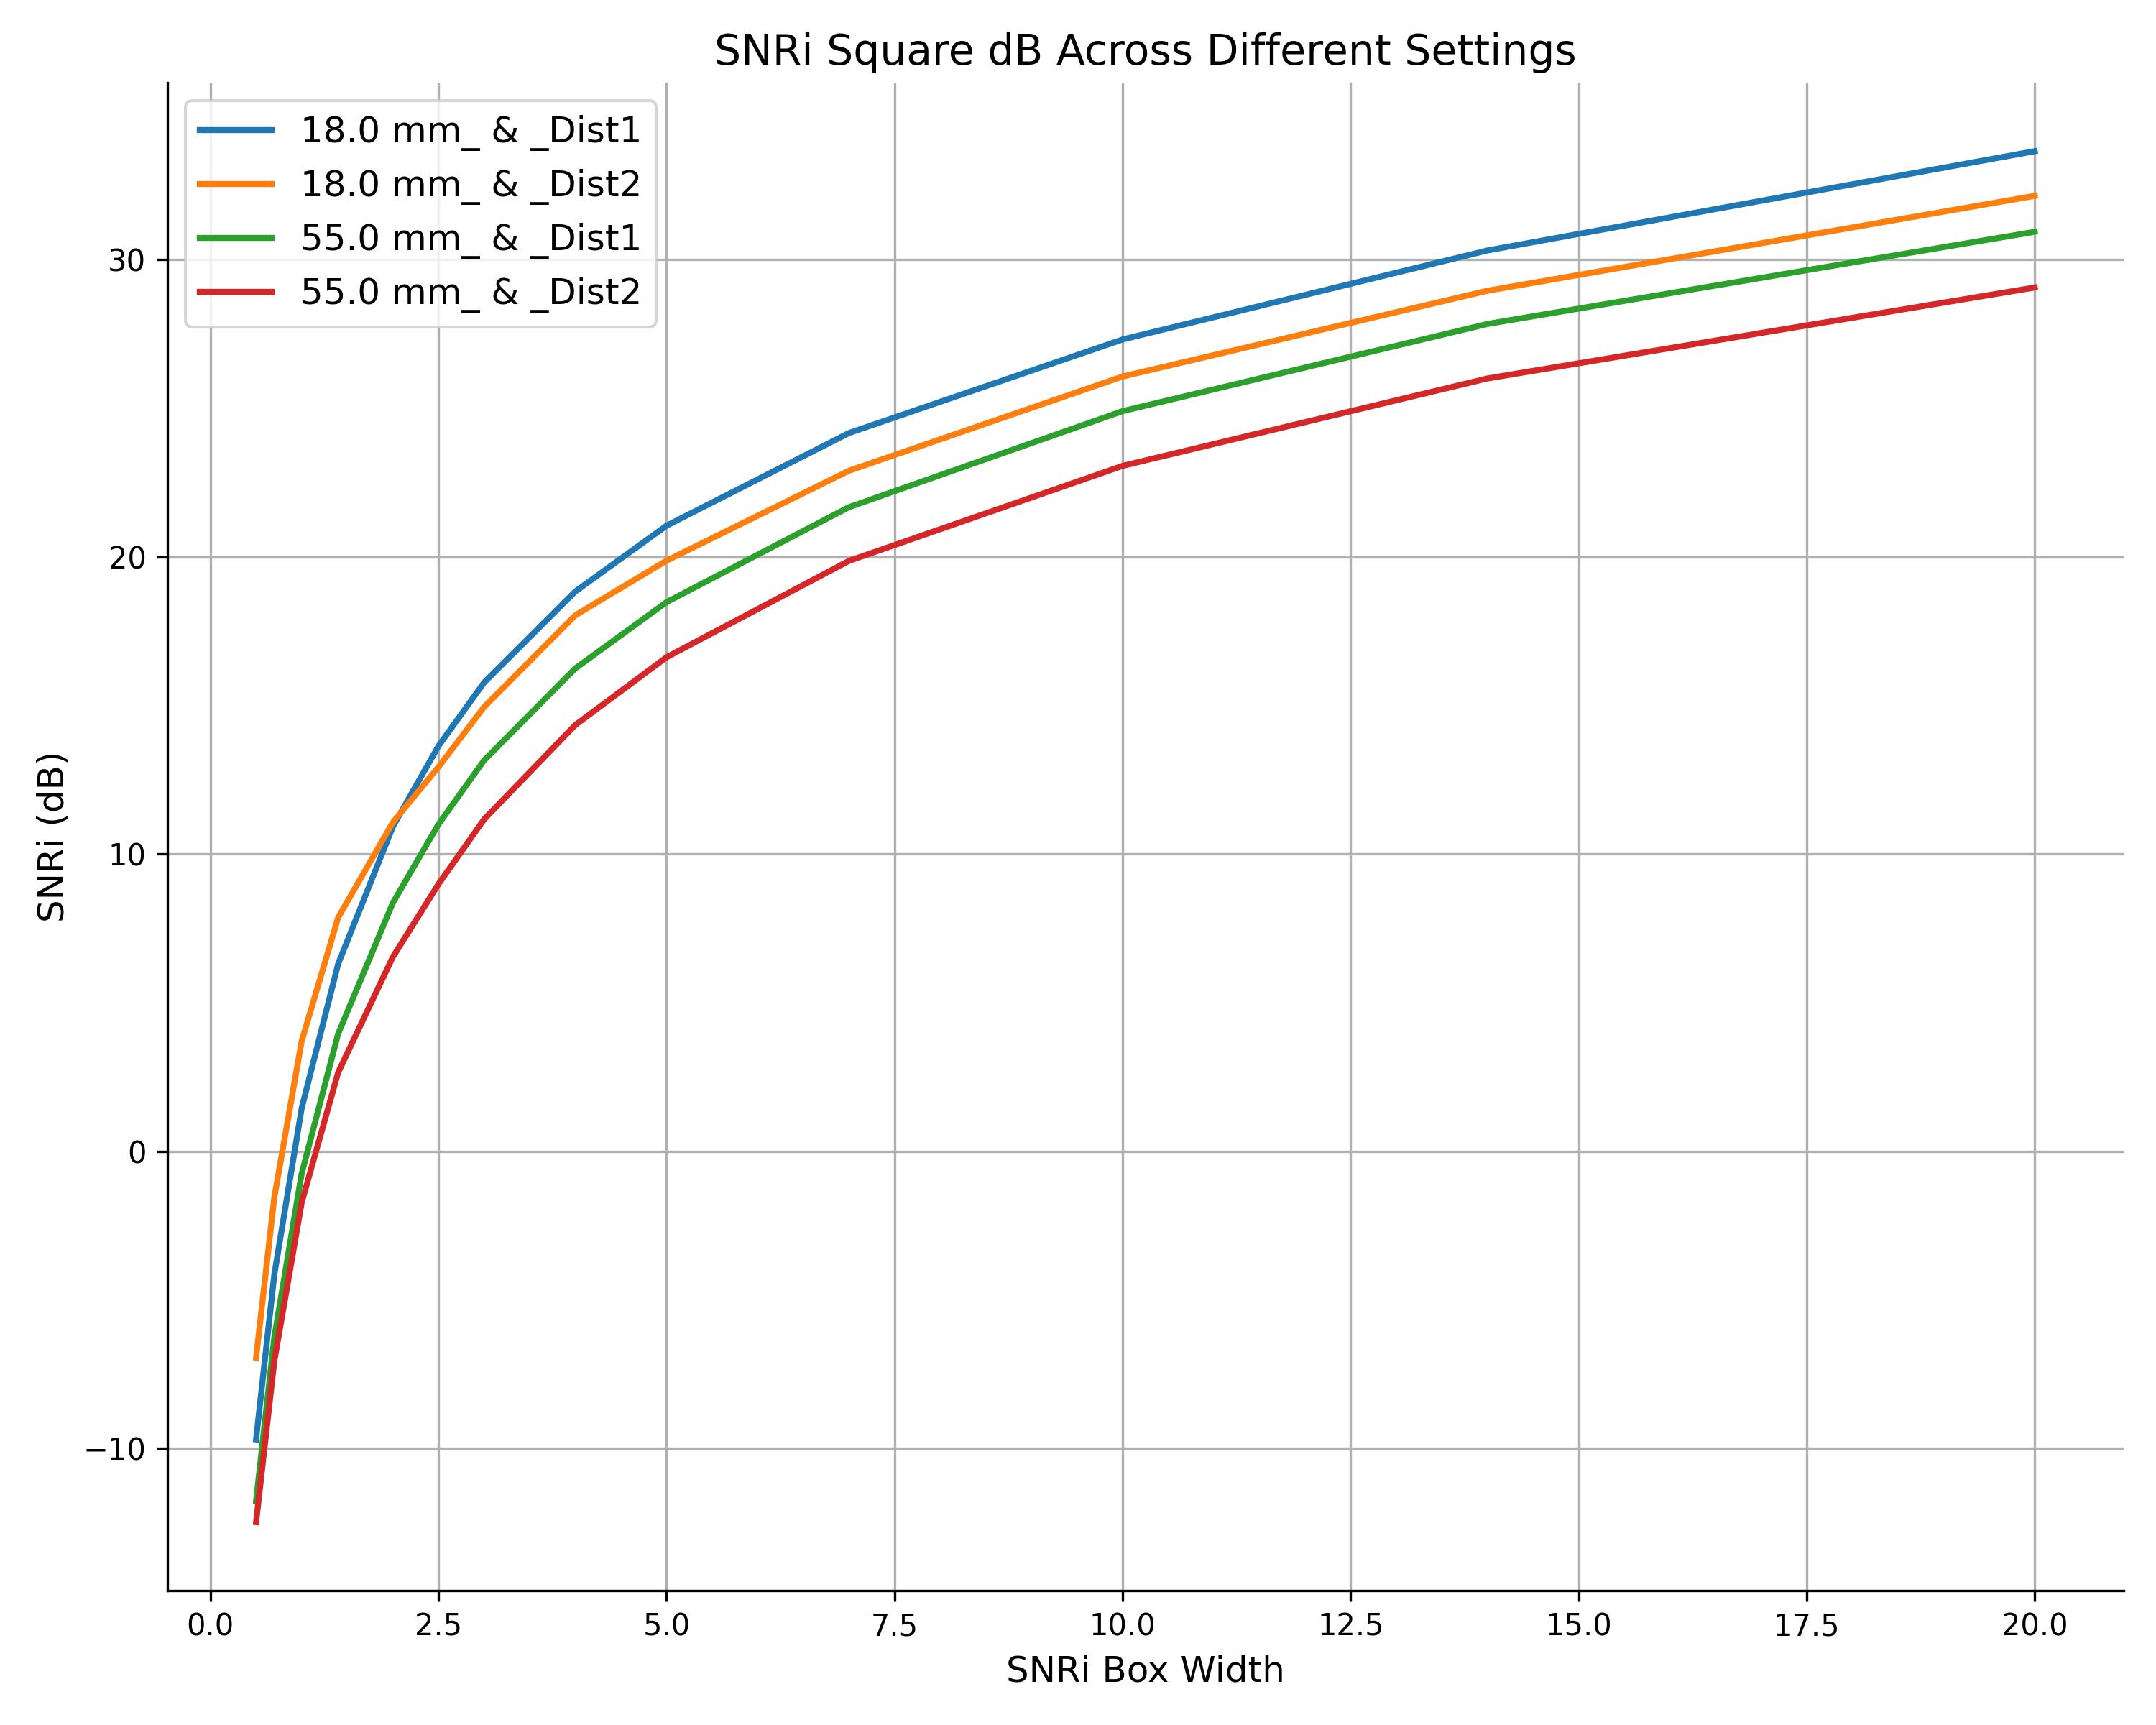 SNRi Square dB Across Different Settings
18.0 mm_ & _Dist1
18.0 mm_ & _Dist2
55.0 mm_ & _Dist1
55.0 mm_ & _Dist2
30
20
10
0
−10
SNRi (dB)
0.0 2.5 5.0 7.5 10.0 12.5 15.0 17.5 20.0
SNRi Box Width